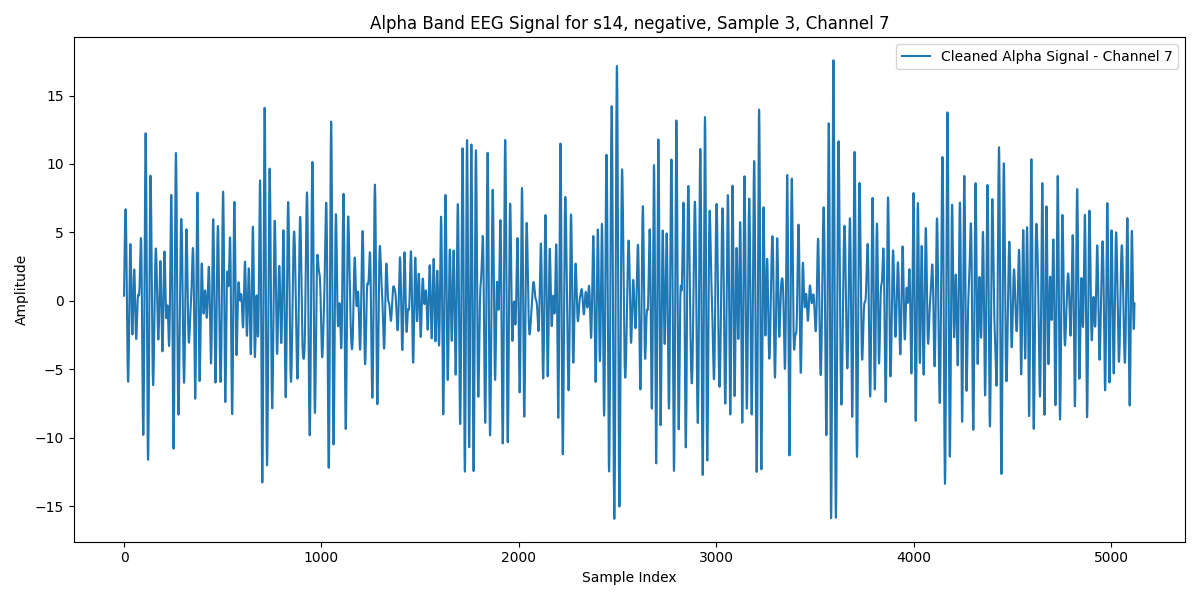 Alpha Band EEG Signal for s14, negative, Sample 3, Channel 7
Cleaned Alpha Signal - Channel 7
Amplitude
15
10
5
0
−5
−10
−15
0 1000 2000 3000 4000 5000
Sample Index